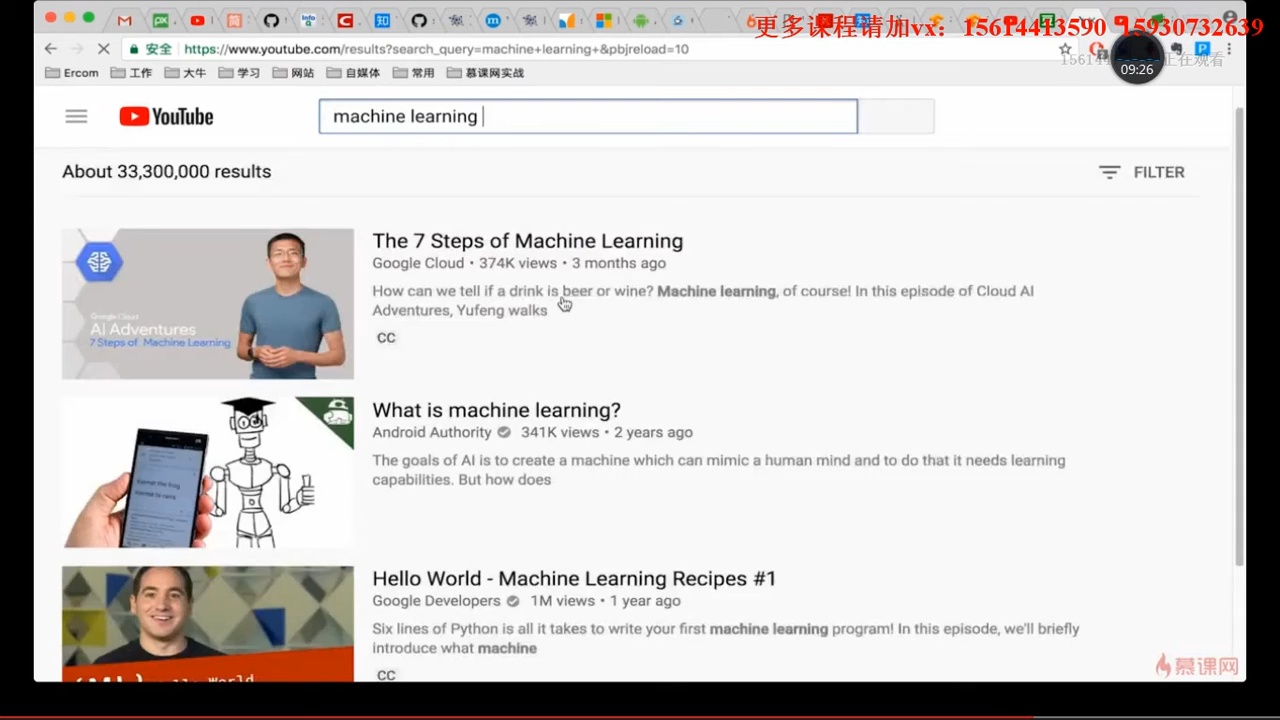 更多课程请加vx：15614413590 15930732639
安全 https://www.youtube.com/results?search_query=machine+learning+&pbjreload=10
正在观看
09:26
Ercom 工作 大牛 学习 网站 自媒体 常用 慕课网实战
YouTube
machine learning
About 33,300,000 results
FILTER
The 7 Steps of Machine Learning
Google Cloud • 374K views • 3 months ago
How can we tell if a drink is beer or wine? Machine learning, of course! In this episode of Cloud AI
Adventures, Yufeng walks
CC
Google Cloud
AI Adventures
7 Steps of Machine Learning
What is machine learning?
Android Authority 341K views • 2 years ago
The goals of AI is to create a machine which can mimic a human mind and to do that it needs learning
capabilities. But how does
Hello World - Machine Learning Recipes #1
Google Developers 1M views • 1 year ago
Six lines of Python is all it takes to write your first machine learning program! In this episode, we'll briefly
introduce what machine
CC
慕课网